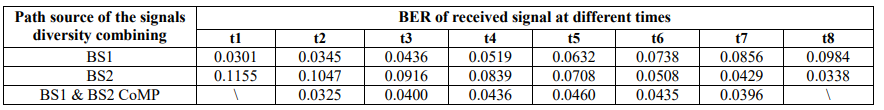 Path source of the signals diversity combining BER of received signal at different times
t1 t2 t3 t4 t5 t6 t7 t8
BS1 0.0301 0.0345 0.0436 0.0519 0.0632 0.0738 0.0856 0.0984
BS2 0.1155 0.1047 0.0916 0.0839 0.0708 0.0508 0.0429 0.0338
BS1 & BS2 CoMP \ 0.0325 0.0400 0.0436 0.0460 0.0435 0.0396 \